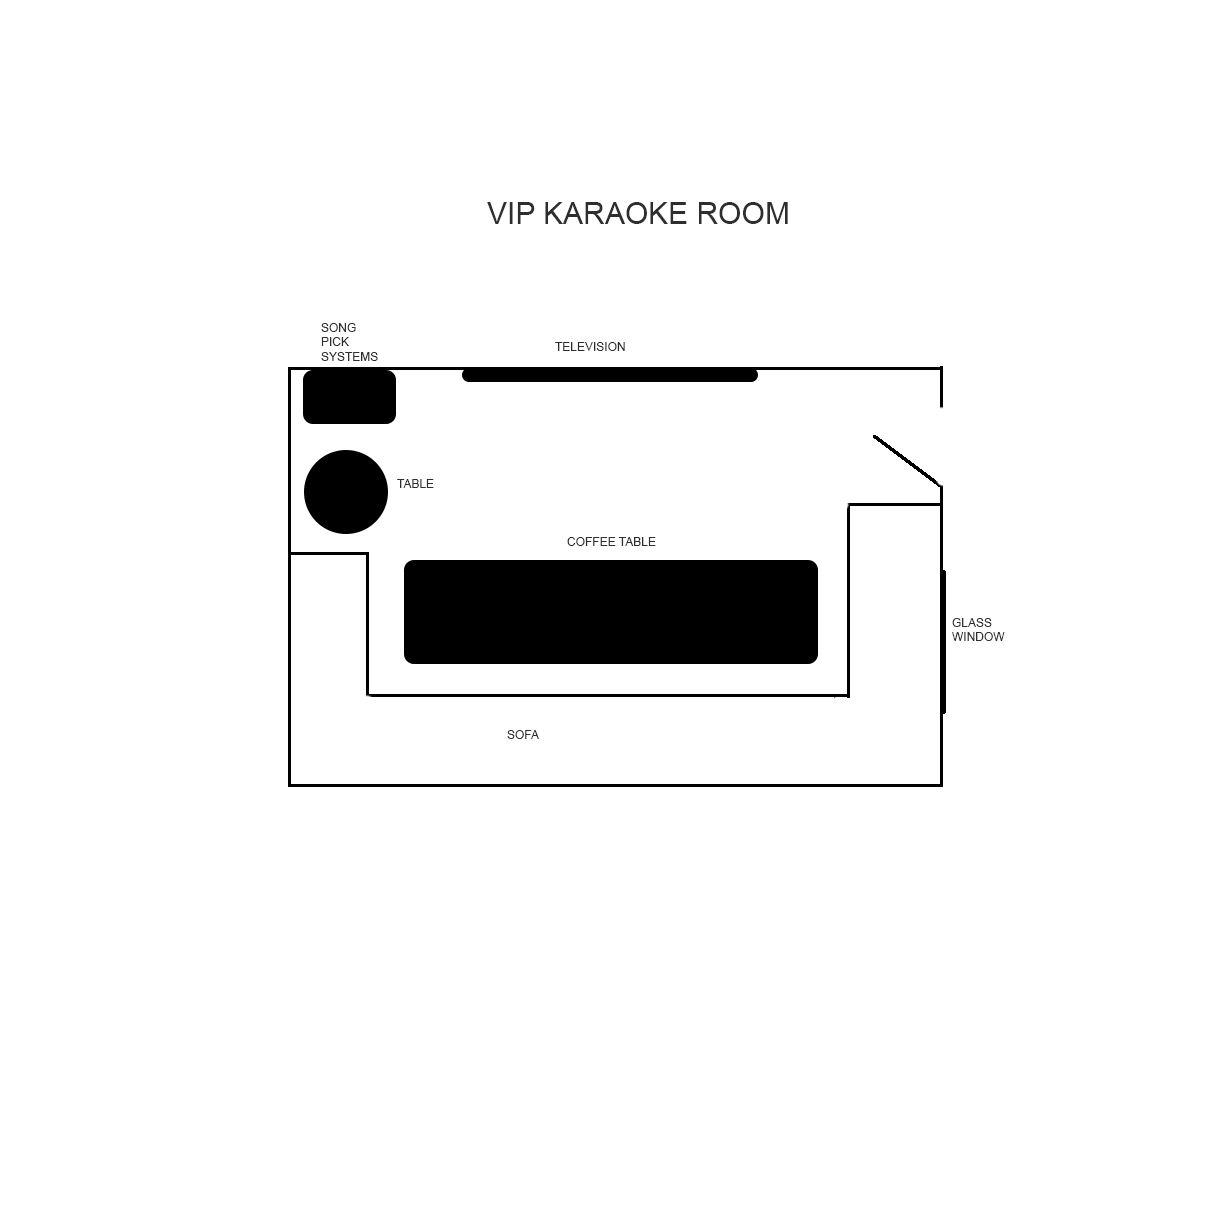 VIP KARAOKE ROOM
SONG
PICK
SYSTEMS
TELEVISION
TABLE
COFFEE TABLE
GLASS
WINDOW
SOFA